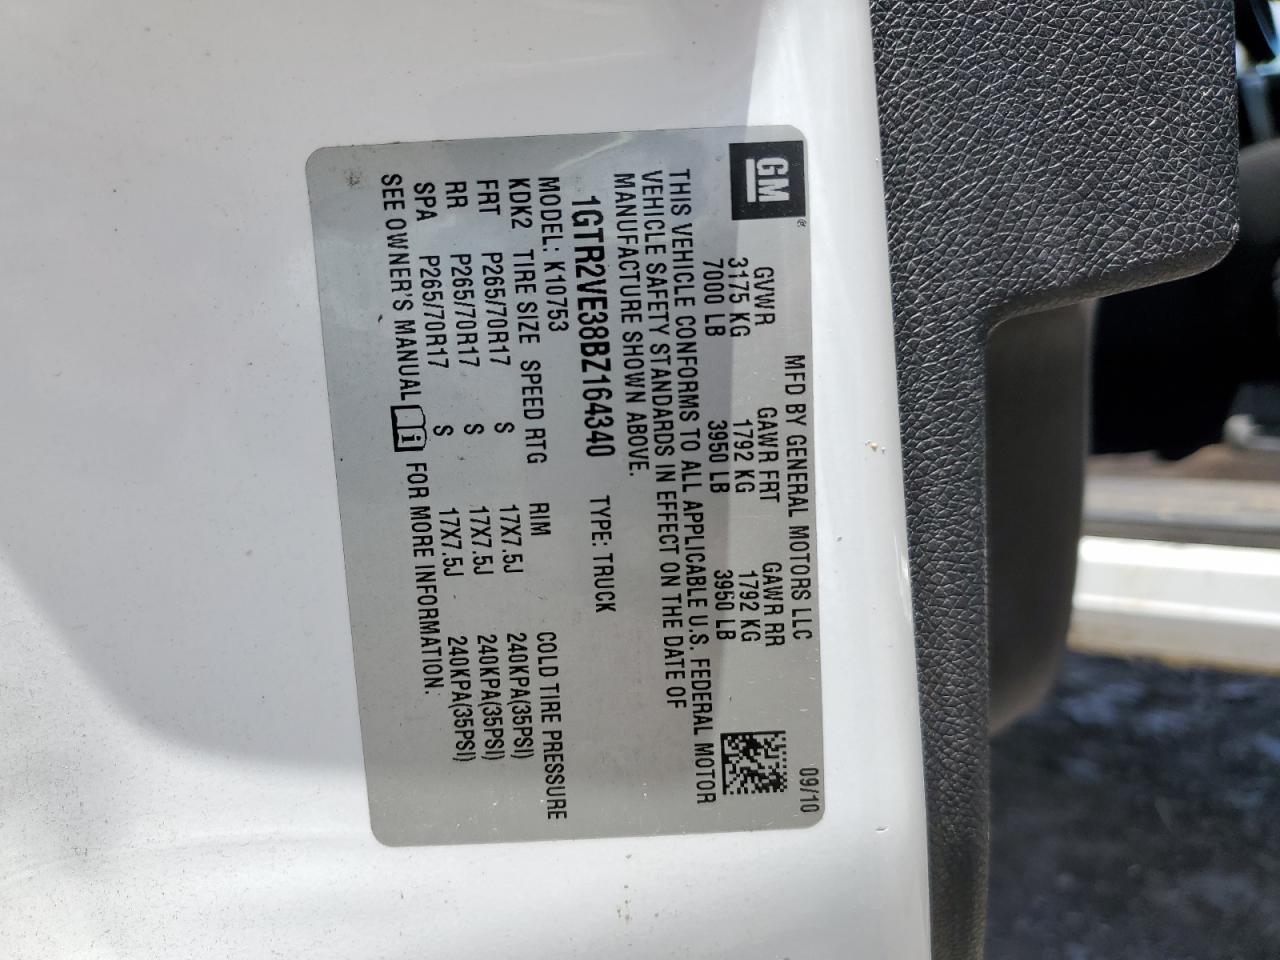 GM®
MFD BY GENERAL MOTORS LLC 09/10
GVWR GAWR FRT GAWR RR
3175 KG 1792 KG 1792 KG
7000 LB 3950 LB 3950 LB
THIS VEHICLE CONFORMS TO ALL APPLICABLE U.S. FEDERAL MOTOR
VEHICLE SAFETY STANDARDS IN EFFECT ON THE DATE OF
MANUFACTURE SHOWN ABOVE.
1GTR2VE38BZ164340 TYPE: TRUCK
MODEL: K10753
KDK2 TIRE SIZE SPEED RTG RIM COLD TIRE PRESSURE
FRT P265/70R17 S 17X7.5J 240KPA(35PSI)
RR P265/70R17 S 17X7.5J 240KPA(35PSI)
SPA P265/70R17 S 17X7.5J 240KPA(35PSI)
SEE OWNER'S MANUAL i FOR MORE INFORMATION.